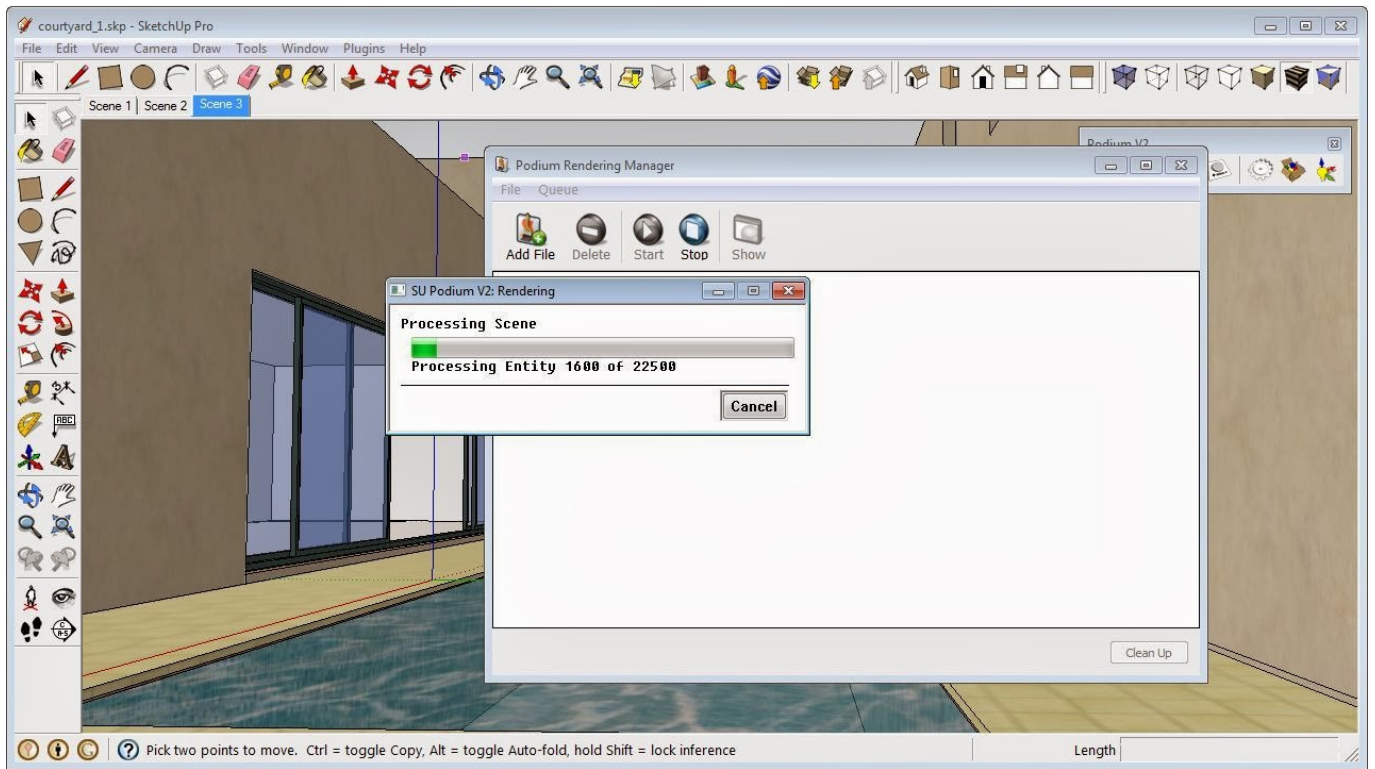 courtyard_1.skp - SketchUp Pro
File Edit View Camera Draw Tools Window Plugins Help
Scene 1 Scene 2 Scene 3
Podium V2
Podium Rendering Manager
File Queue
Add File Delete Start Stop Show
SU Podium V2: Rendering
Processing Scene
Processing Entity 1600 of 22500
Cancel
ABC
A
Clean Up
Pick two points to move. Ctrl = toggle Copy, Alt = toggle Auto-fold, hold Shift = lock inference
Length